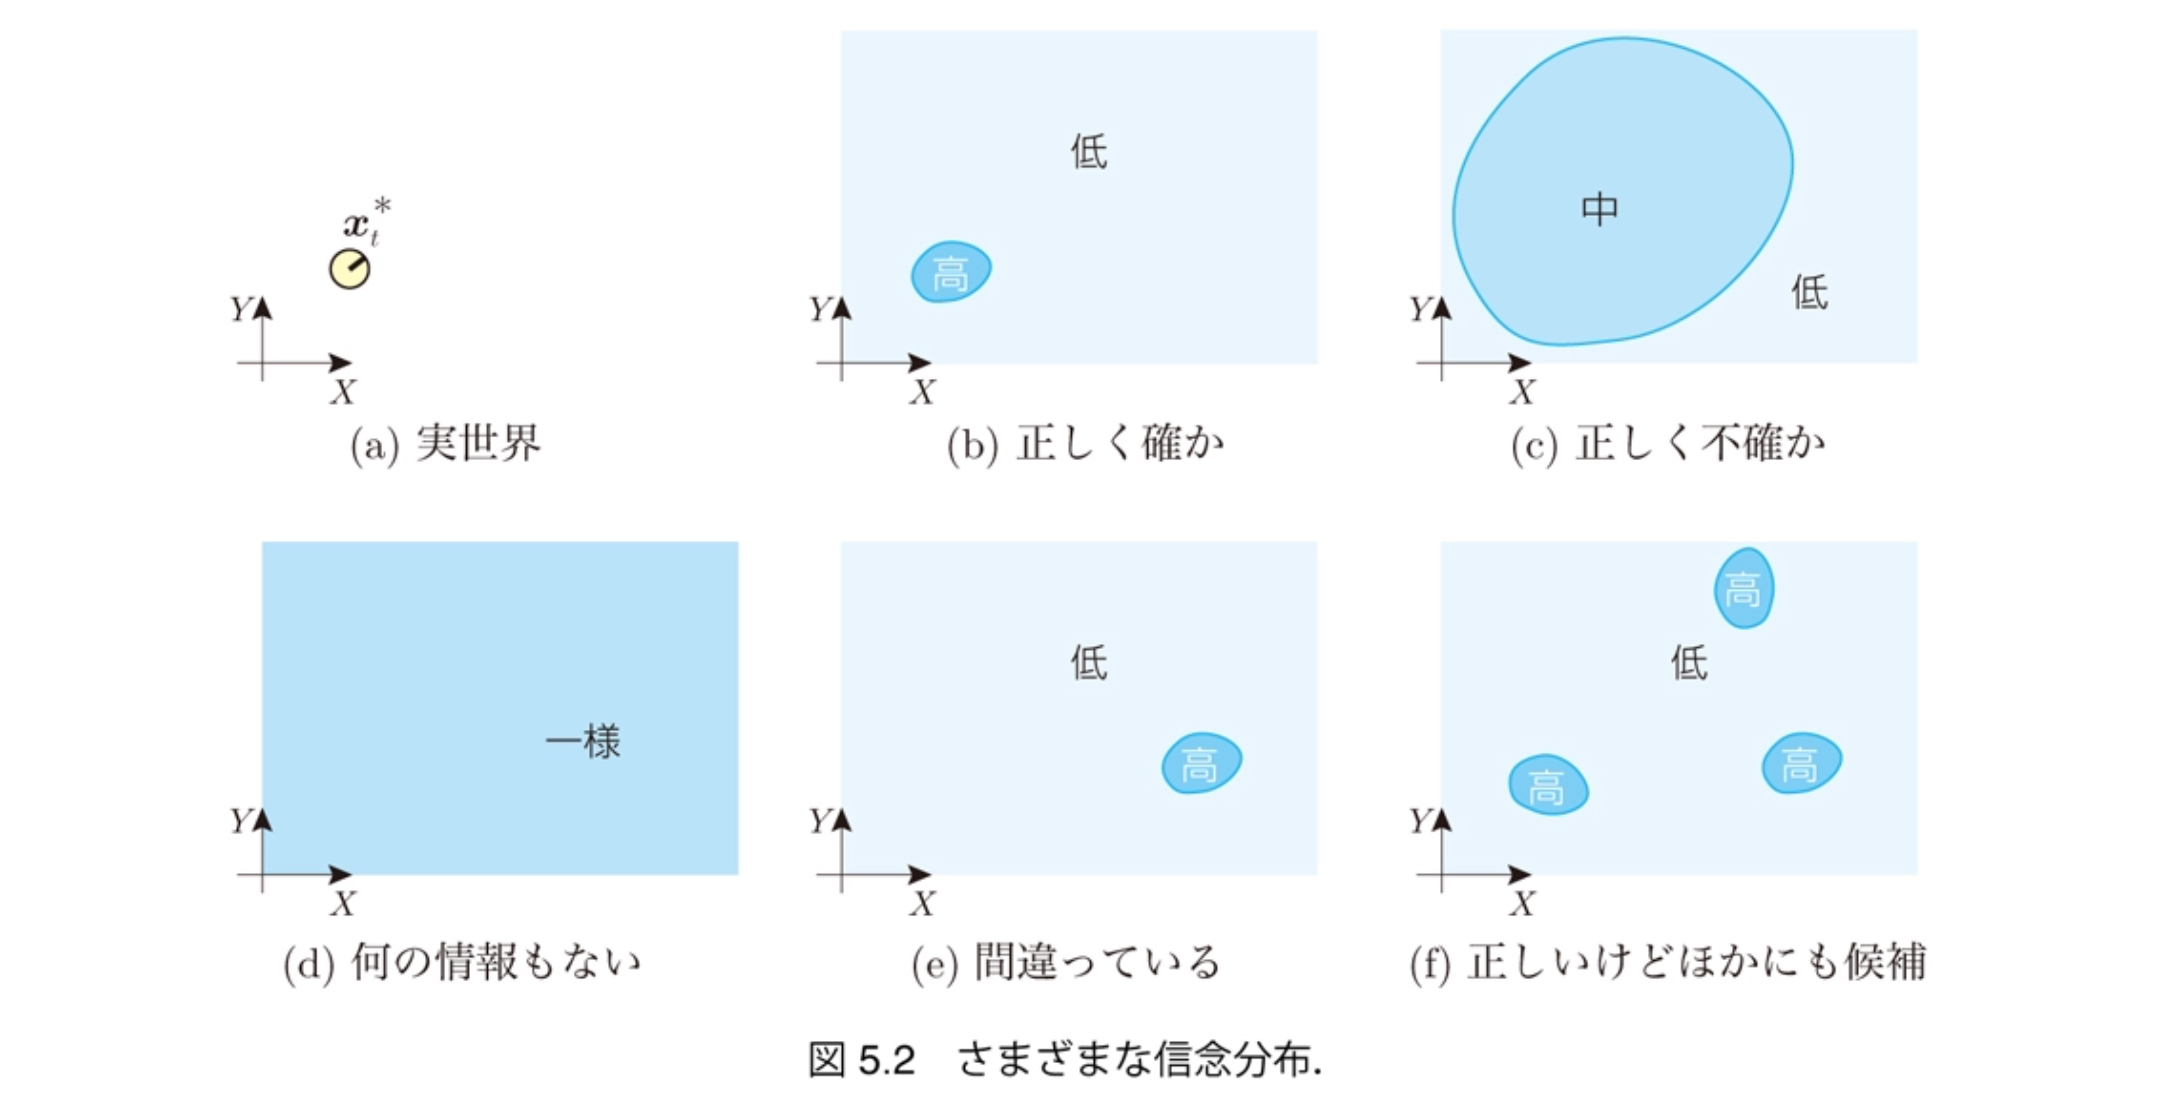 x_t^*
Y
X
(a) 実世界
低
高
Y
X
(b) 正しく確か
中
低
Y
X
(c) 正しく不確か
一様
Y
X
(d) 何の情報もない
低
高
Y
X
(e) 間違っている
高
低
高
高
Y
X
(f) 正しいけどほかにも候補
図 5.2 さまざまな信念分布.